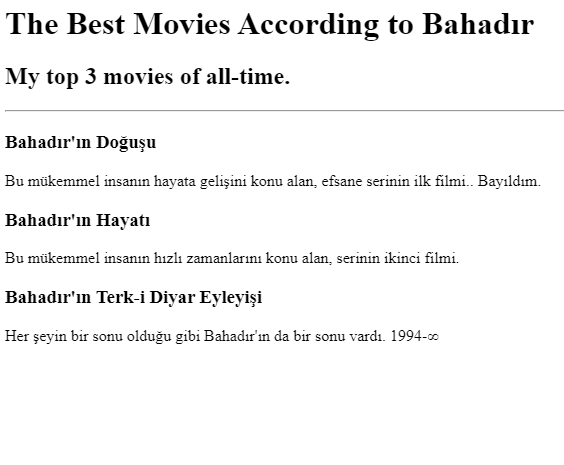 The Best Movies According to Bahadır
My top 3 movies of all-time.
Bahadır'ın Doğuşu
Bu mükemmel insanın hayata gelişini konu alan, efsane serinin ilk filmi.. Bayıldım.
Bahadır'ın Hayatı
Bu mükemmel insanın hızlı zamanlarını konu alan, serinin ikinci filmi.
Bahadır'ın Terk-i Diyar Eyleyişi
Her şeyin bir sonu olduğu gibi Bahadır'ın da bir sonu vardı. 1994-∞